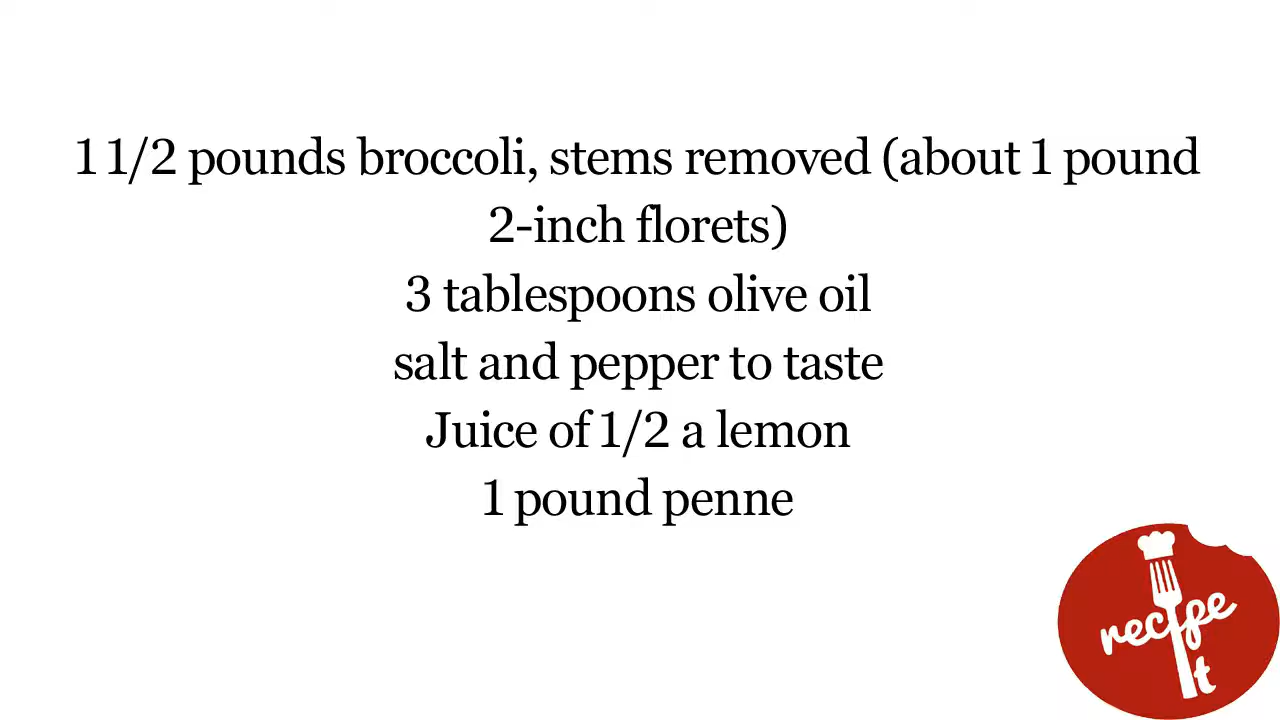 1 1/2 pounds broccoli, stems removed (about 1 pound
2-inch florets)
3 tablespoons olive oil
salt and pepper to taste
Juice of 1/2 a lemon
1 pound penne
recipe
it